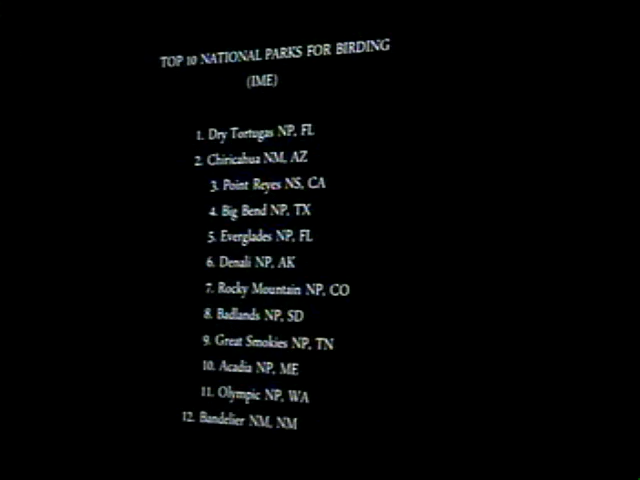 TOP 10 NATIONAL PARKS FOR BIRDING
(IME)
1. Dry Tortugas NP, FL
2. Chiricahua NM, AZ
3. Point Reyes NS, CA
4. Big Bend NP, TX
5. Everglades NP, FL
6. Denali NP, AK
7. Rocky Mountain NP, CO
8. Badlands NP, SD
9. Great Smokies NP, TN
10. Acadia NP, ME
11. Olympic NP, WA
12. Bandelier NM, NM